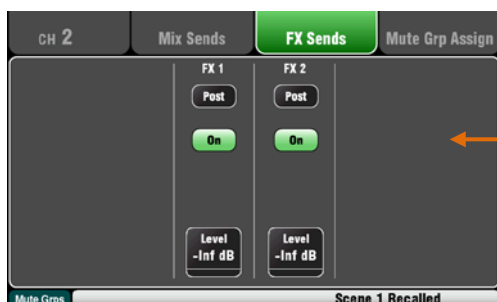 CH 2 Mix Sends FX Sends Mute Grp Assign
FX 1 FX 2
Post Post
On On
Level Level
-Inf dB -Inf dB
Mute Grps Scene 1 Recalled